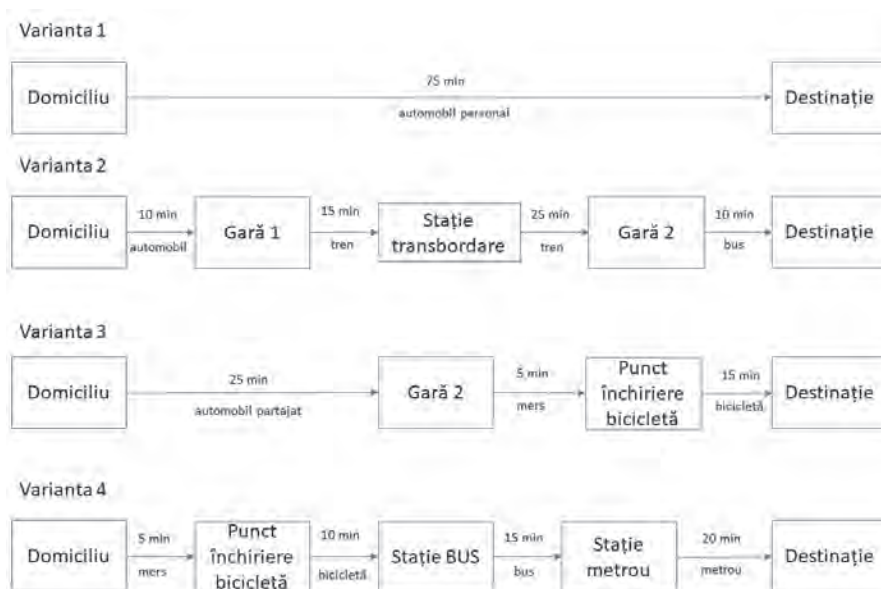 Varianta 1
Domiciliu
75 min
automobil personal
Destinație
Varianta 2
Domiciliu
10 min
automobil
Gară 1
15 min
tren
Stație
transbordare
25 min
tren
Gară 2
10 min
bus
Destinație
Varianta 3
Domiciliu
25 min
automobil partajat
Gară 2
5 min
mers
Punct
închiriere
bicicletă
15 min
bicicletă
Destinație
Varianta 4
Domiciliu
5 min
mers
Punct
închiriere
bicicletă
10 min
bicicletă
Stație BUS
15 min
bus
Stație
metrou
20 min
metrou
Destinație